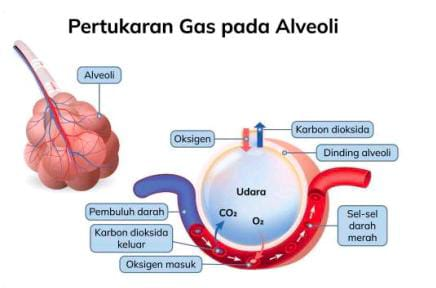 Pertukaran Gas pada Alveoli
Alveoli
Oksigen
Karbon dioksida
Dinding alveoli
Udara
CO₂
O₂
Pembuluh darah
Karbon dioksida
keluar
Oksigen masuk
Sel-sel
darah
merah